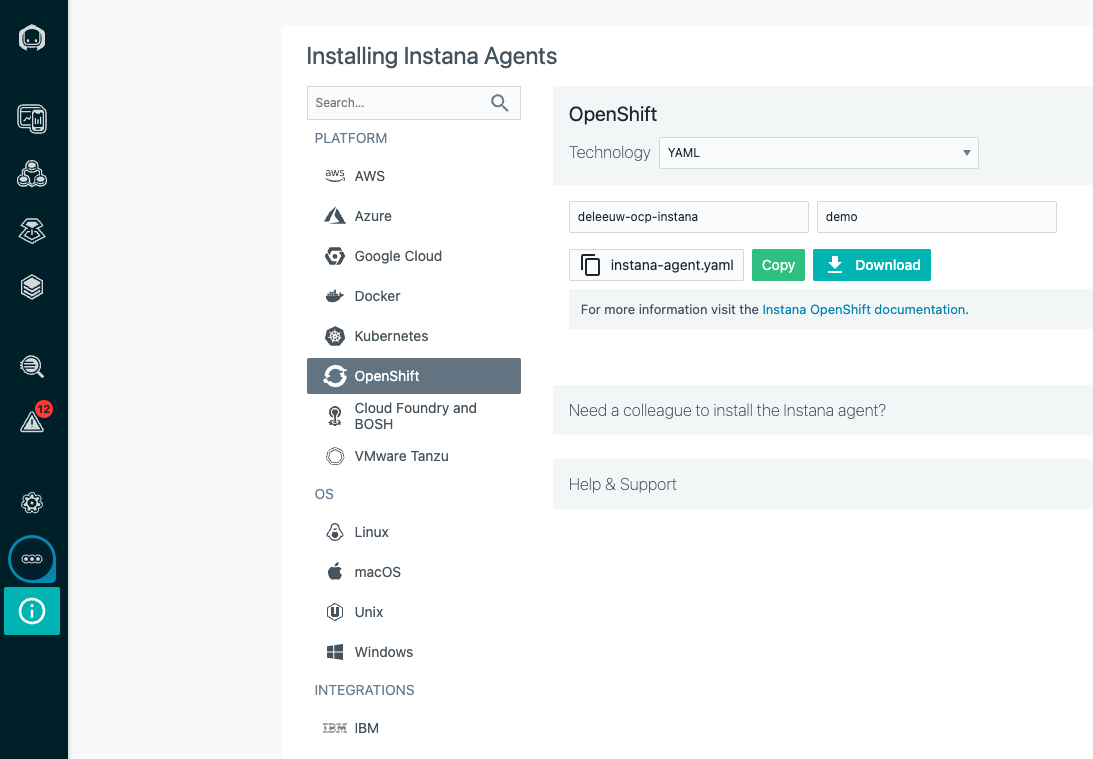 Installing Instana Agents
Search...
PLATFORM
aws AWS
Azure
Google Cloud
Docker
Kubernetes
OpenShift
Cloud Foundry and
BOSH
VMware Tanzu
OS
Linux
macOS
Unix
Windows
INTEGRATIONS
IBM IBM
OpenShift
Technology YAML
deleeuw-ocp-instana demo
instana-agent.yaml Copy Download
For more information visit the Instana OpenShift documentation.
Need a colleague to install the Instana agent?
Help & Support
12